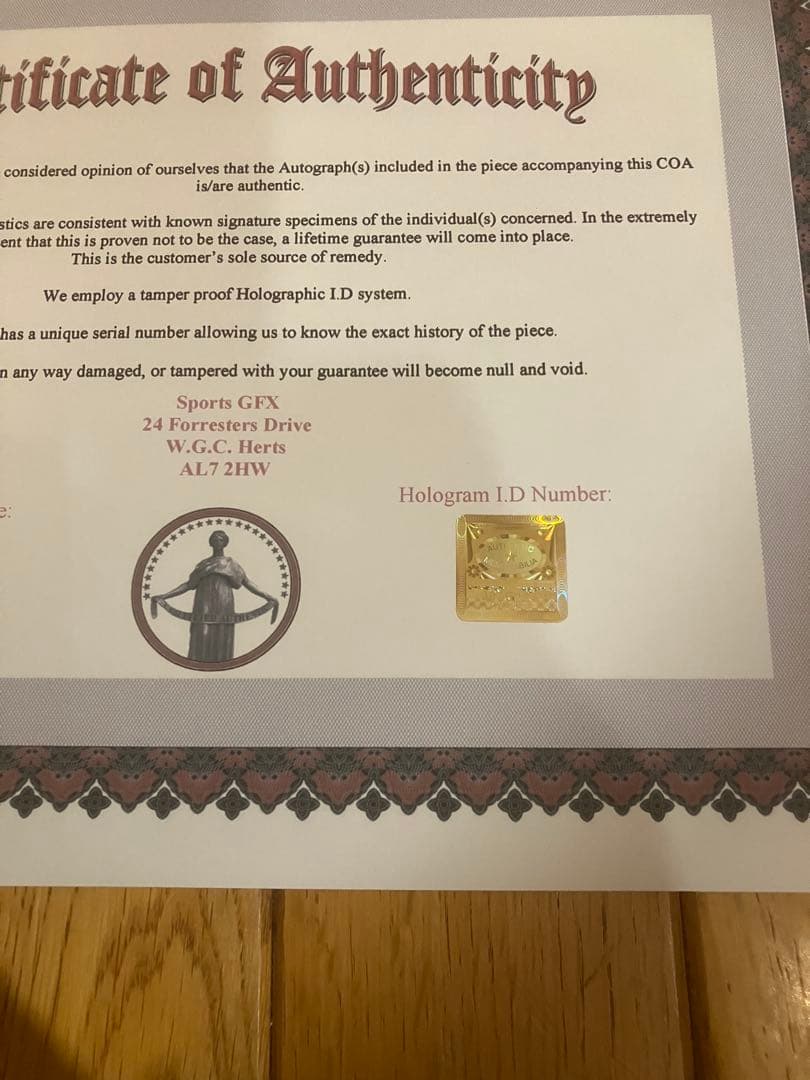 tificate of Authenticity
considered opinion of ourselves that the Autograph(s) included in the piece accompanying this COA
is/are authentic.
stics are consistent with known signature specimens of the individual(s) concerned. In the extremely
ent that this is proven not to be the case, a lifetime guarantee will come into place.
This is the customer's sole source of remedy.
We employ a tamper proof Holographic I.D system.
has a unique serial number allowing us to know the exact history of the piece.
n any way damaged, or tampered with your guarantee will become null and void.
Sports GFX
24 Forresters Drive
W.G.C. Herts
AL7 2HW
Hologram I.D Number:
e: